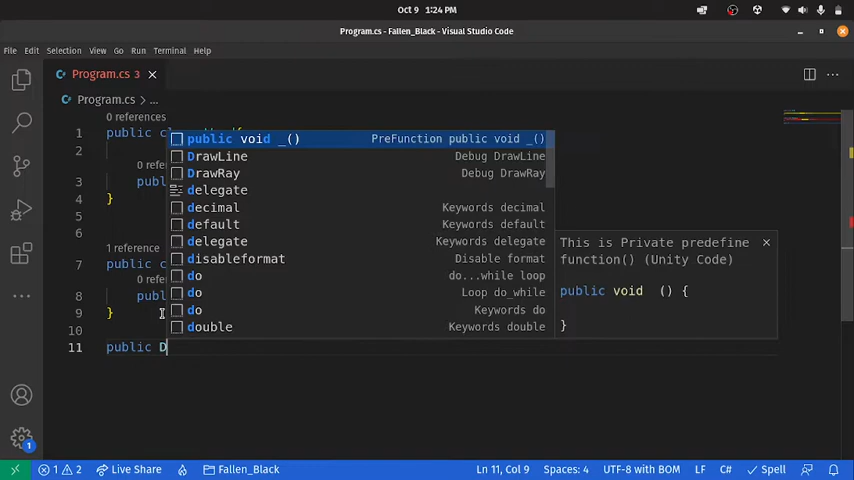 Oct 9 1:24 PM
Program.cs - Fallen_Black - Visual Studio Code
File Edit Selection View Go Run Terminal Help
Program.cs 3
Program.cs > ...
0 references
1 public c
2
0 refe
3 publ
4 }
5
6
1 reference
7 public c
0 refe
8 publ
9 }
10
11 public D
public void _() PreFunction public void _()
DrawLine Debug DrawLine
DrawRay Debug DrawRay
delegate
decimal Keywords decimal
default Keywords default
delegate Keywords delegate
disableformat Disable format
do do...while loop
do Loop do_while
do Keywords do
double Keywords double
This is Private predefine
function() (Unity Code)
public void () {
}
1
1 2 Live Share Fallen_Black Ln 11, Col 9 Spaces: 4 UTF-8 with BOM LF C# Spell